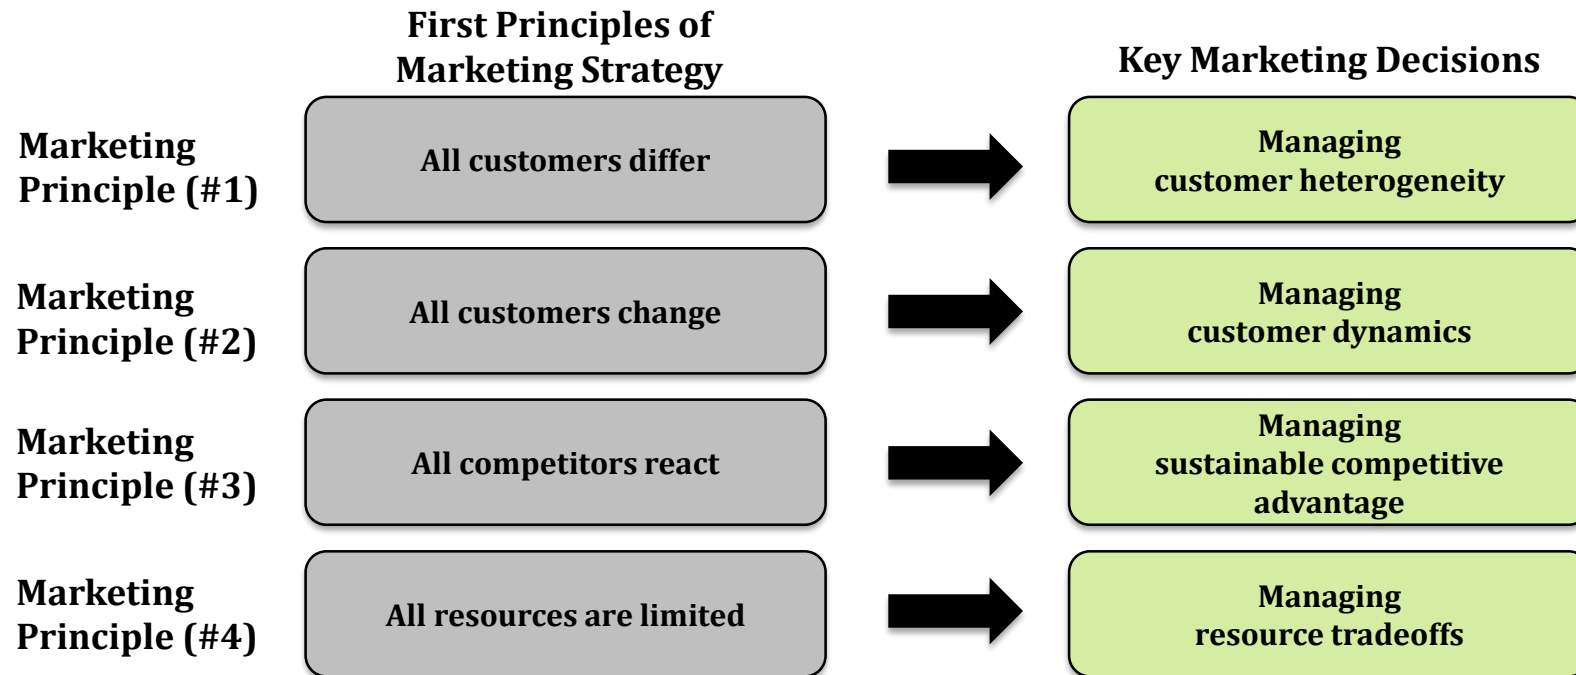 First Principles of
Marketing Strategy
Key Marketing Decisions
Marketing
Principle (#1)
All customers differ
Managing
customer heterogeneity
Marketing
Principle (#2)
All customers change
Managing
customer dynamics
Marketing
Principle (#3)
All competitors react
Managing
sustainable competitive
advantage
Marketing
Principle (#4)
All resources are limited
Managing
resource tradeoffs